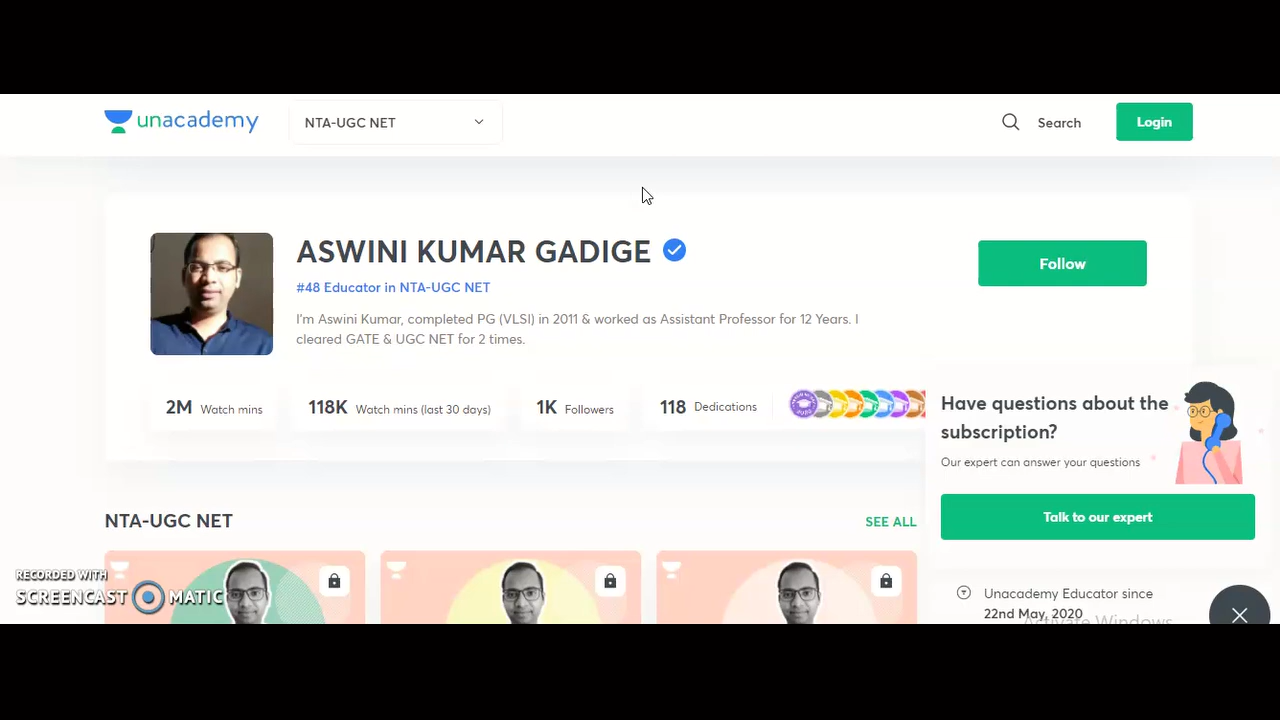 unacademy
NTA-UGC NET
Search
Login
ASWINI KUMAR GADIGE
Follow
#48 Educator in NTA-UGC NET
I'm Aswini Kumar, completed PG (VLSI) in 2011 & worked as Assistant Professor for 12 Years. I
cleared GATE & UGC NET for 2 times.
2M Watch mins
118K Watch mins (last 30 days)
1K Followers
118 Dedications
Have questions about the
subscription?
Our expert can answer your questions
Talk to our expert
NTA-UGC NET
SEE ALL
RECORDED WITH
SCREENCAST MATIC
Unacademy Educator since
22nd May, 2020
Activate Windows